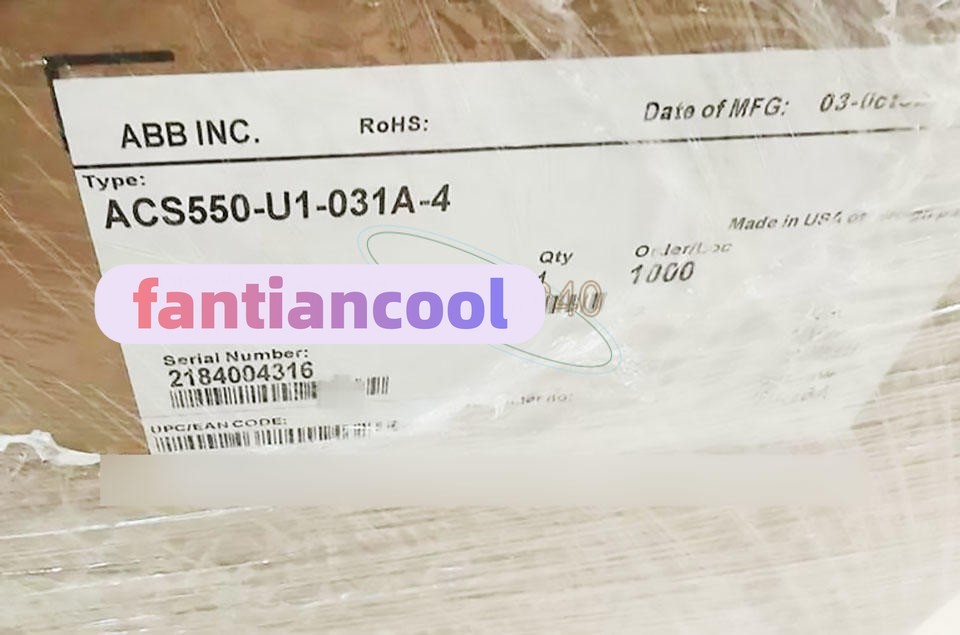 ABB INC. RoHS: Date of MFG:
Type:
ACS550-U1-031A-4
Made in USA
Qty
1 1000
fantiancool
Serial Number:
2184004316
UPC/EAN CODE: